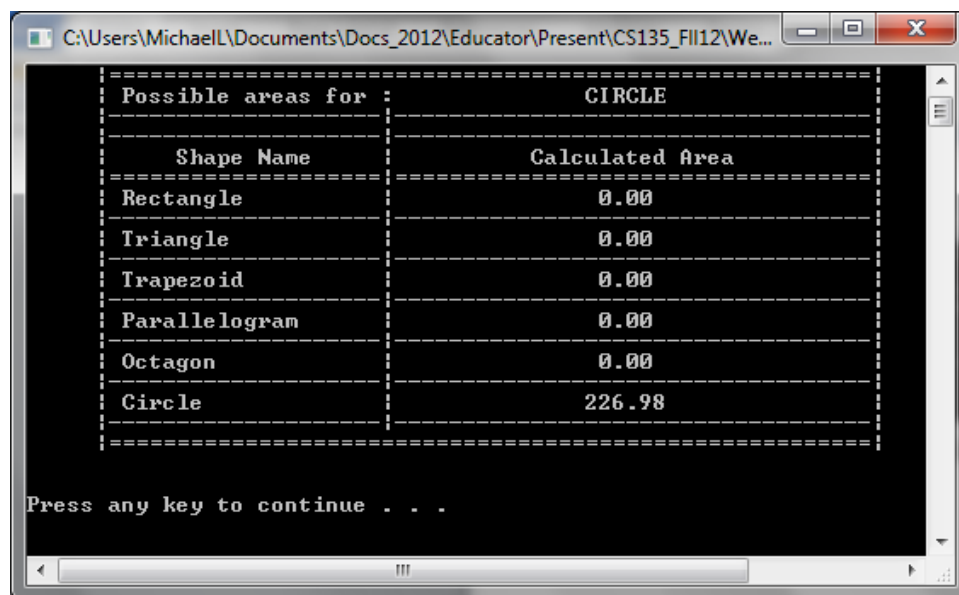 C:\Users\MichaelL\Documents\Docs_2012\Educator\Present\CS135_Fll12\We...
Possible areas for : CIRCLE
Shape Name Calculated Area
Rectangle 0.00
Triangle 0.00
Trapezoid 0.00
Parallelogram 0.00
Octagon 0.00
Circle 226.98
Press any key to continue . . .